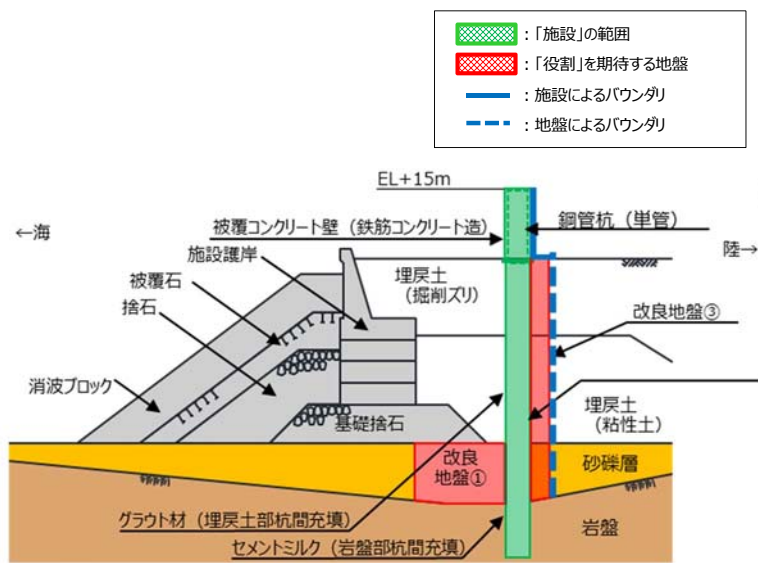 ：「施設」の範囲
：「役割」を期待する地盤
：施設によるバウンダリ
：地盤によるバウンダリ
EL+15m
←海
被覆コンクリート壁（鉄筋コンクリート造）
鋼管杭（単管）
陸→
施設護岸
被覆石
埋戻土
（掘削ズリ）
捨石
改良地盤③
消波ブロック
埋戻土
（粘性土）
基礎捨石
改良
地盤①
砂礫層
グラウト材（埋戻土部杭間充填）
岩盤
セメントミルク（岩盤部杭間充填）